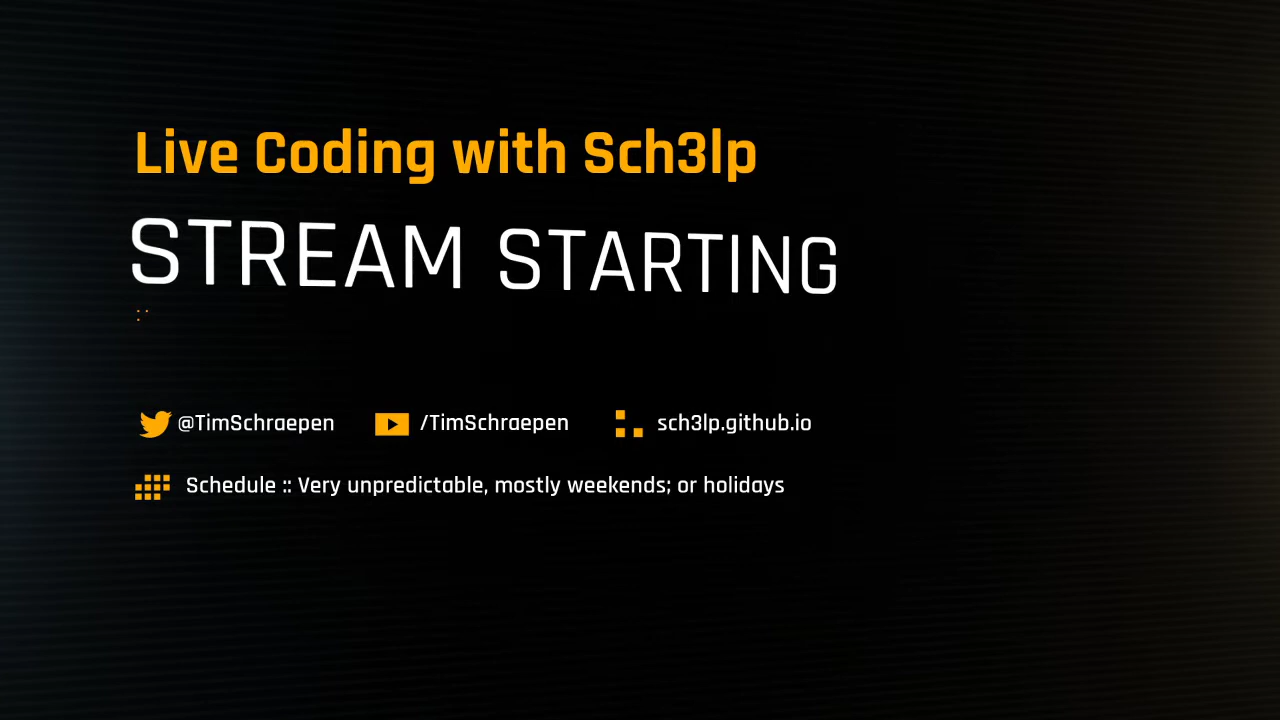 Live Coding with Sch3lp
STREAM STARTING
@TimSchraepen /TimSchraepen sch3lp.github.io
Schedule :: Very unpredictable, mostly weekends; or holidays